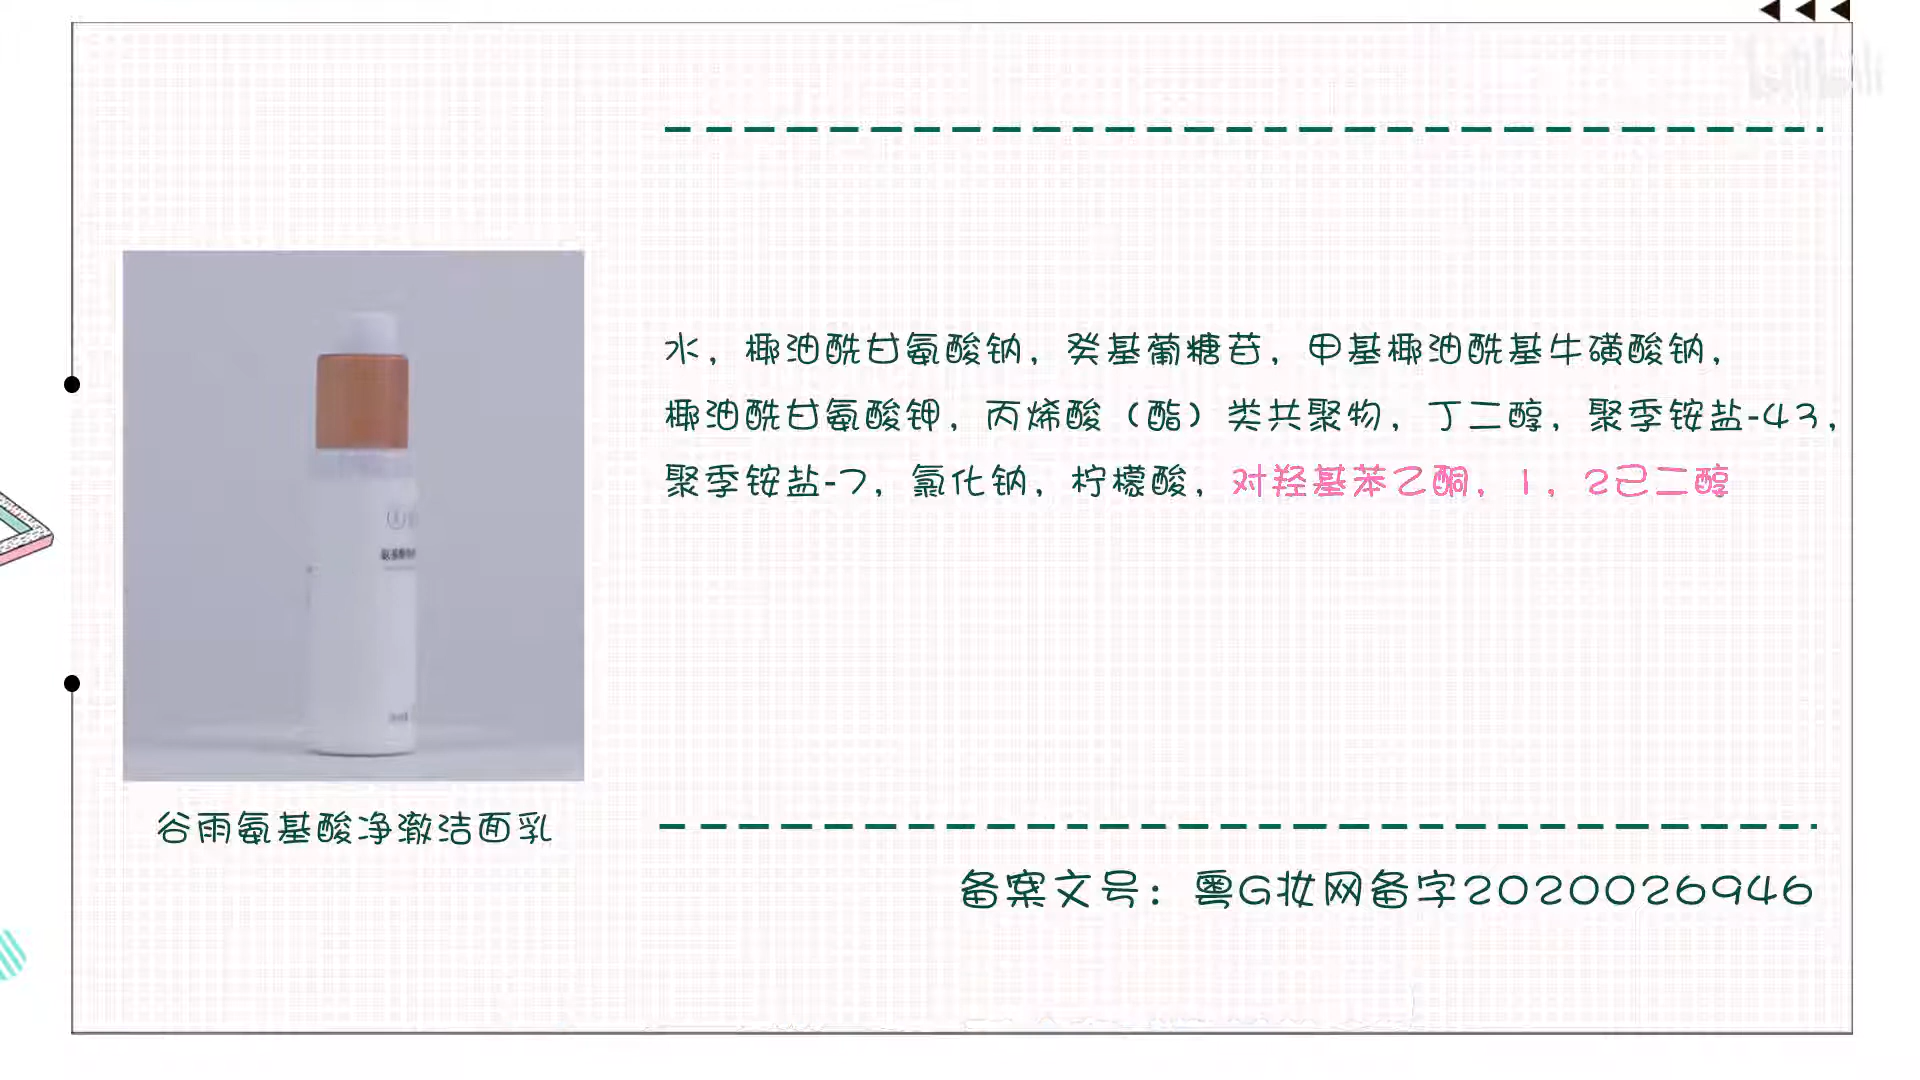 水，椰油酰甘氨酸钠，癸基葡糖苷，甲基椰油酰基牛磺酸钠，
椰油酰甘氨酸钾，丙烯酸（酯）类共聚物，丁二醇，聚季铵盐-43，
聚季铵盐-7，氯化钠，柠檬酸，对羟基苯乙酮，1，2己二醇
谷雨氨基酸净澈洁面乳
备案文号：粤G妆网备字2020026946